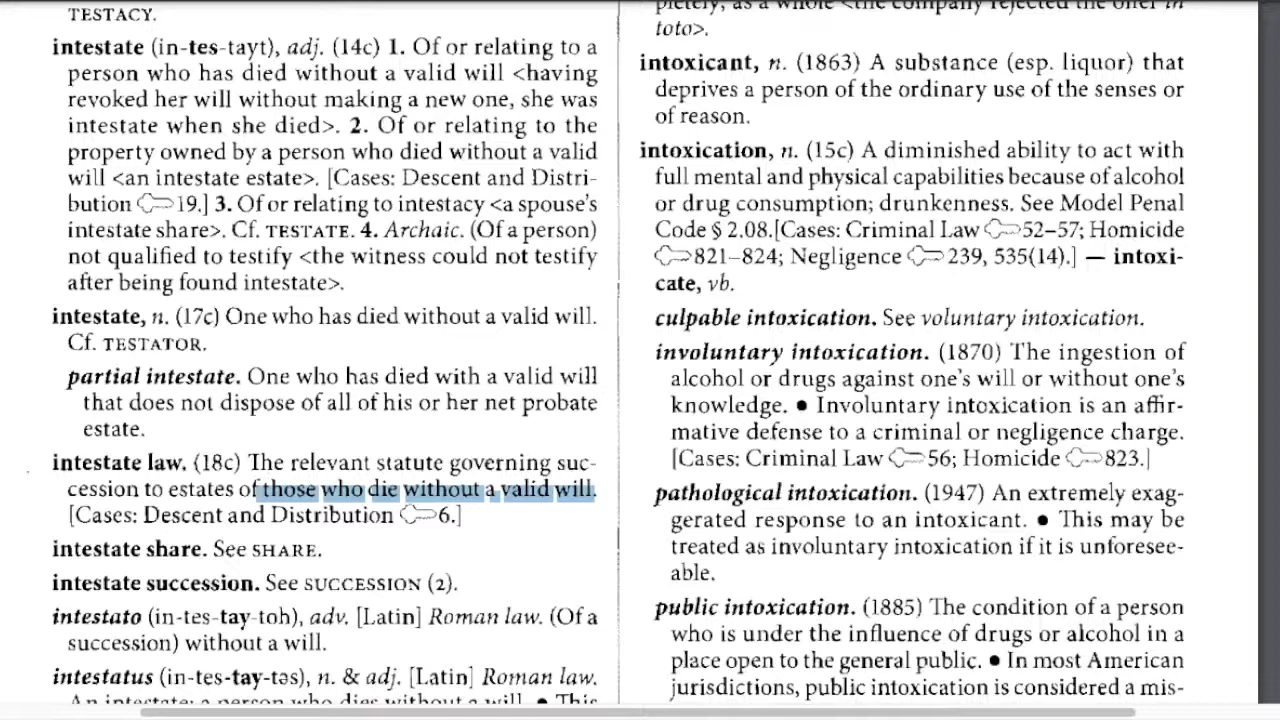 TESTACY.
intestate (in-tes-tayt), adj. (14c) 1. Of or relating to a
person who has died without a valid will <having
revoked her will without making a new one, she was
intestate when she died>. 2. Of or relating to the
property owned by a person who died without a valid
will <an intestate estate>. [Cases: Descent and Distri-
bution 19.] 3. Of or relating to intestacy <a spouse's
intestate share>. Cf. TESTATE. 4. Archaic. (Of a person)
not qualified to testify <the witness could not testify
after being found intestate>.
intestate, n. (17c) One who has died without a valid will.
Cf. TESTATOR.
partial intestate. One who has died with a valid will
that does not dispose of all of his or her net probate
estate.
intestate law. (18c) The relevant statute governing suc-
cession to estates of those who die without a valid will.
[Cases: Descent and Distribution 6.]
intestate share. See SHARE.
intestate succession. See SUCCESSION (2).
intestato (in-tes-tay-toh), adv. [Latin] Roman law. (Of a
succession) without a will.
intestatus (in-tes-tay-təs), n. & adj. [Latin] Roman law.
An intestate; a person who dies without a will. • This
pletely, as a whole <the company rejected the offer in
toto>.
intoxicant, n. (1863) A substance (esp. liquor) that
deprives a person of the ordinary use of the senses or
of reason.
intoxication, n. (15c) A diminished ability to act with
full mental and physical capabilities because of alcohol
or drug consumption; drunkenness. See Model Penal
Code § 2.08.[Cases: Criminal Law 52–57; Homicide
821–824; Negligence 239, 535(14).] — intoxi-
cate, vb.
culpable intoxication. See voluntary intoxication.
involuntary intoxication. (1870) The ingestion of
alcohol or drugs against one's will or without one's
knowledge. • Involuntary intoxication is an affir-
mative defense to a criminal or negligence charge.
[Cases: Criminal Law 56; Homicide 823.]
pathological intoxication. (1947) An extremely exag-
gerated response to an intoxicant. • This may be
treated as involuntary intoxication if it is unforesee-
able.
public intoxication. (1885) The condition of a person
who is under the influence of drugs or alcohol in a
place open to the general public. • In most American
jurisdictions, public intoxication is considered a mis-